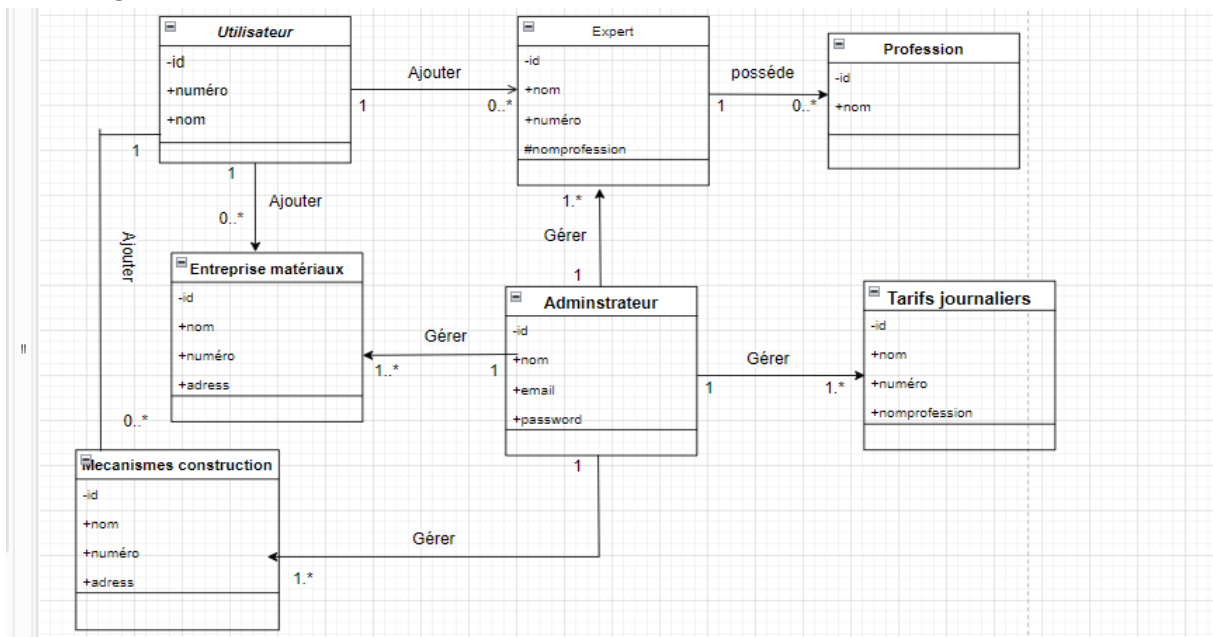 Utilisateur
-id
+numéro
+nom
Ajouter
1
0..*
Expert
-id
+nom
+numéro
#nomprofession
posséde
1
0..*
Profession
-id
+nom
1
1
Ajouter
0..*
Ajouter
0..*
1.*
Gérer
1
Entreprise matériaux
-id
+nom
+numéro
+adress
Gérer
1..*
1
Adminstrateur
-id
+nom
+email
+password
Gérer
1
1.*
Tarifs journaliers
-id
+nom
+numéro
+nomprofession
Mecanismes construction
-id
+nom
+numéro
+adress
1
Gérer
1.*